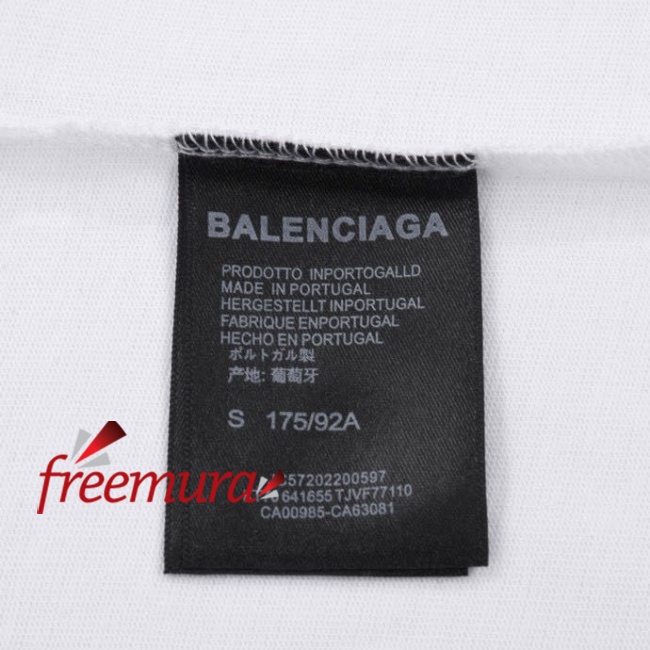 BALENCIAGA
PRODOTTO INPORTOGALLD
MADE IN PORTUGAL
HERGESTELLT INPORTUGAL
FABRIQUE ENPORTUGAL
HECHO EN PORTUGAL
ポルトガル製
产地: 葡萄牙
S 175/92A
freemura
57202200597
641655 TJVF77110
CA00985-CA63081